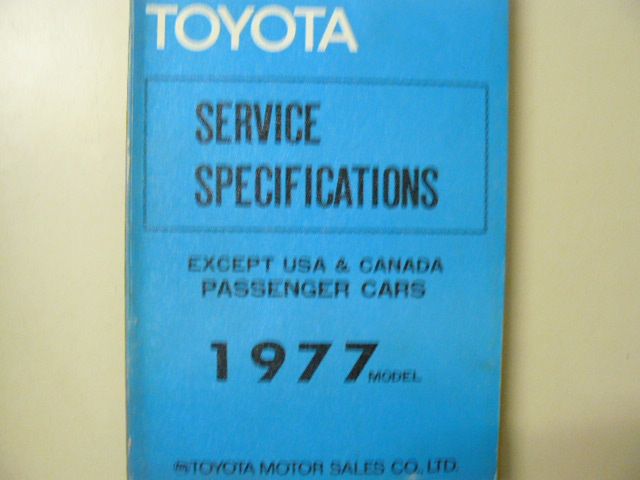 TOYOTA
SERVICE
SPECIFICATIONS
EXCEPT USA & CANADA
PASSENGER CARS
1977 MODEL
TOYOTA MOTOR SALES CO., LTD.